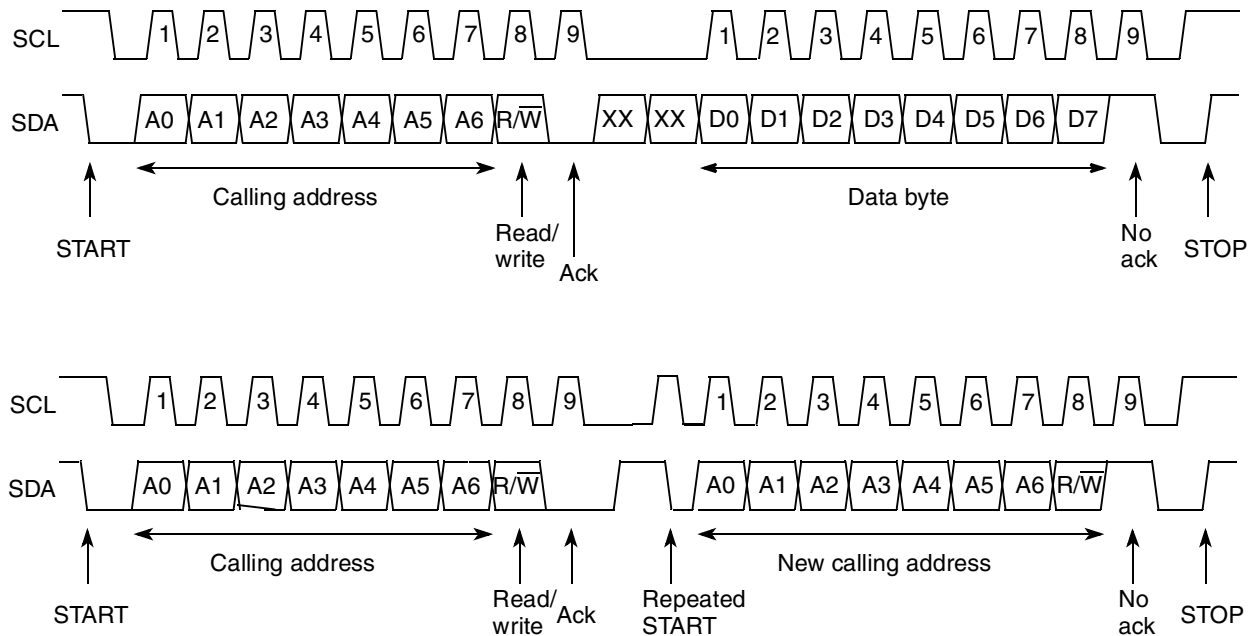 SCL 1 2 3 4 5 6 7 8 9 1 2 3 4 5 6 7 8 9
SDA A0 A1 A2 A3 A4 A5 A6 R/W̅ XX XX D0 D1 D2 D3 D4 D5 D6 D7
Calling address Data byte
START Read/ No STOP
write Ack ack
SCL 1 2 3 4 5 6 7 8 9 1 2 3 4 5 6 7 8 9
SDA A0 A1 A2 A3 A4 A5 A6 R/W̅ A0 A1 A2 A3 A4 A5 A6 R/W̅
Calling address New calling address
START Read/ Ack Repeated No STOP
write START ack